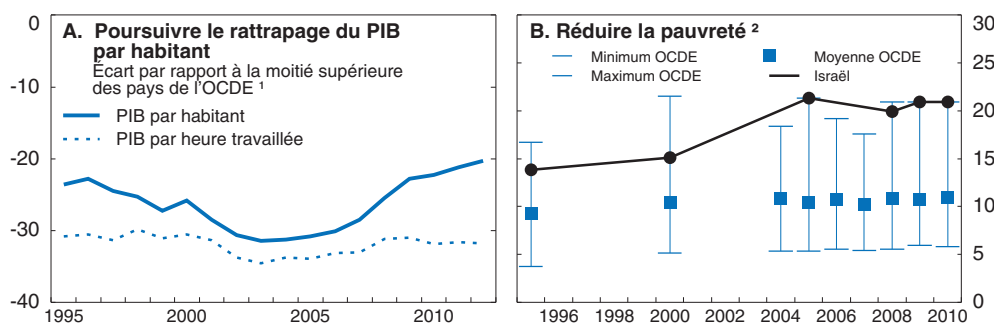 A. Poursuivre le rattrapage du PIB
par habitant
Écart par rapport à la moitié supérieure
des pays de l'OCDE ¹
PIB par habitant
PIB par heure travaillée
0
-10
-20
-30
-40
1995
2000
2005
2010
B. Réduire la pauvreté ²
Minimum OCDE
Maximum OCDE
Moyenne OCDE
Israël
30
25
20
15
10
5
0
1996
1998
2000
2002
2004
2006
2008
2010